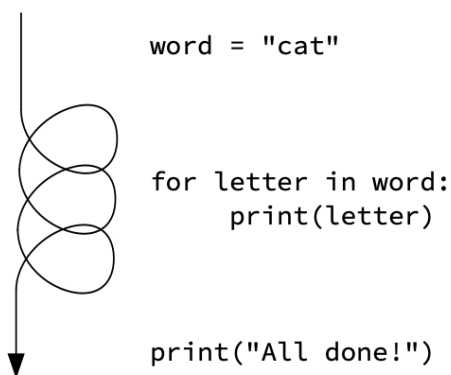 word = "cat"
for letter in word:
print(letter)
print("All done!")